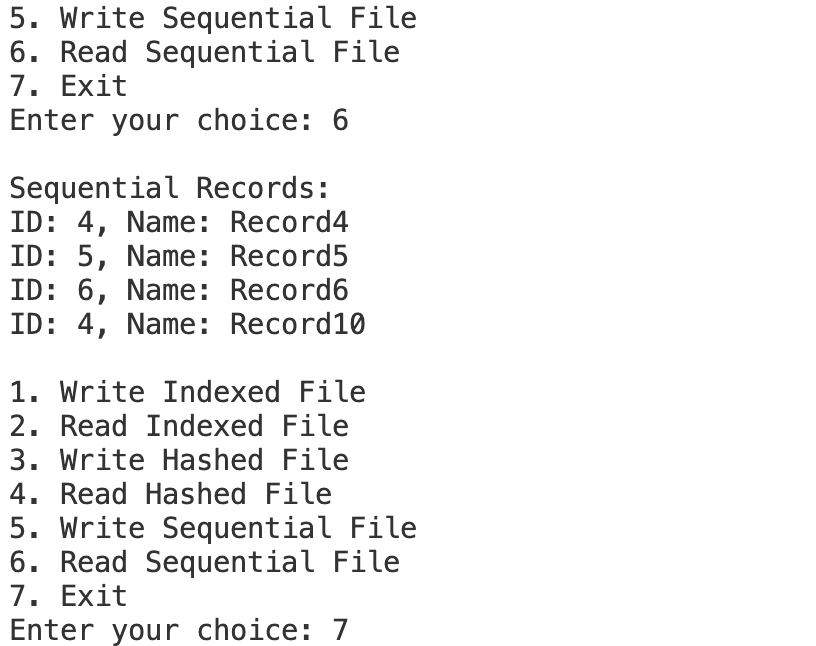 5. Write Sequential File
6. Read Sequential File
7. Exit
Enter your choice: 6
Sequential Records:
ID: 4, Name: Record4
ID: 5, Name: Record5
ID: 6, Name: Record6
ID: 4, Name: Record10
1. Write Indexed File
2. Read Indexed File
3. Write Hashed File
4. Read Hashed File
5. Write Sequential File
6. Read Sequential File
7. Exit
Enter your choice: 7